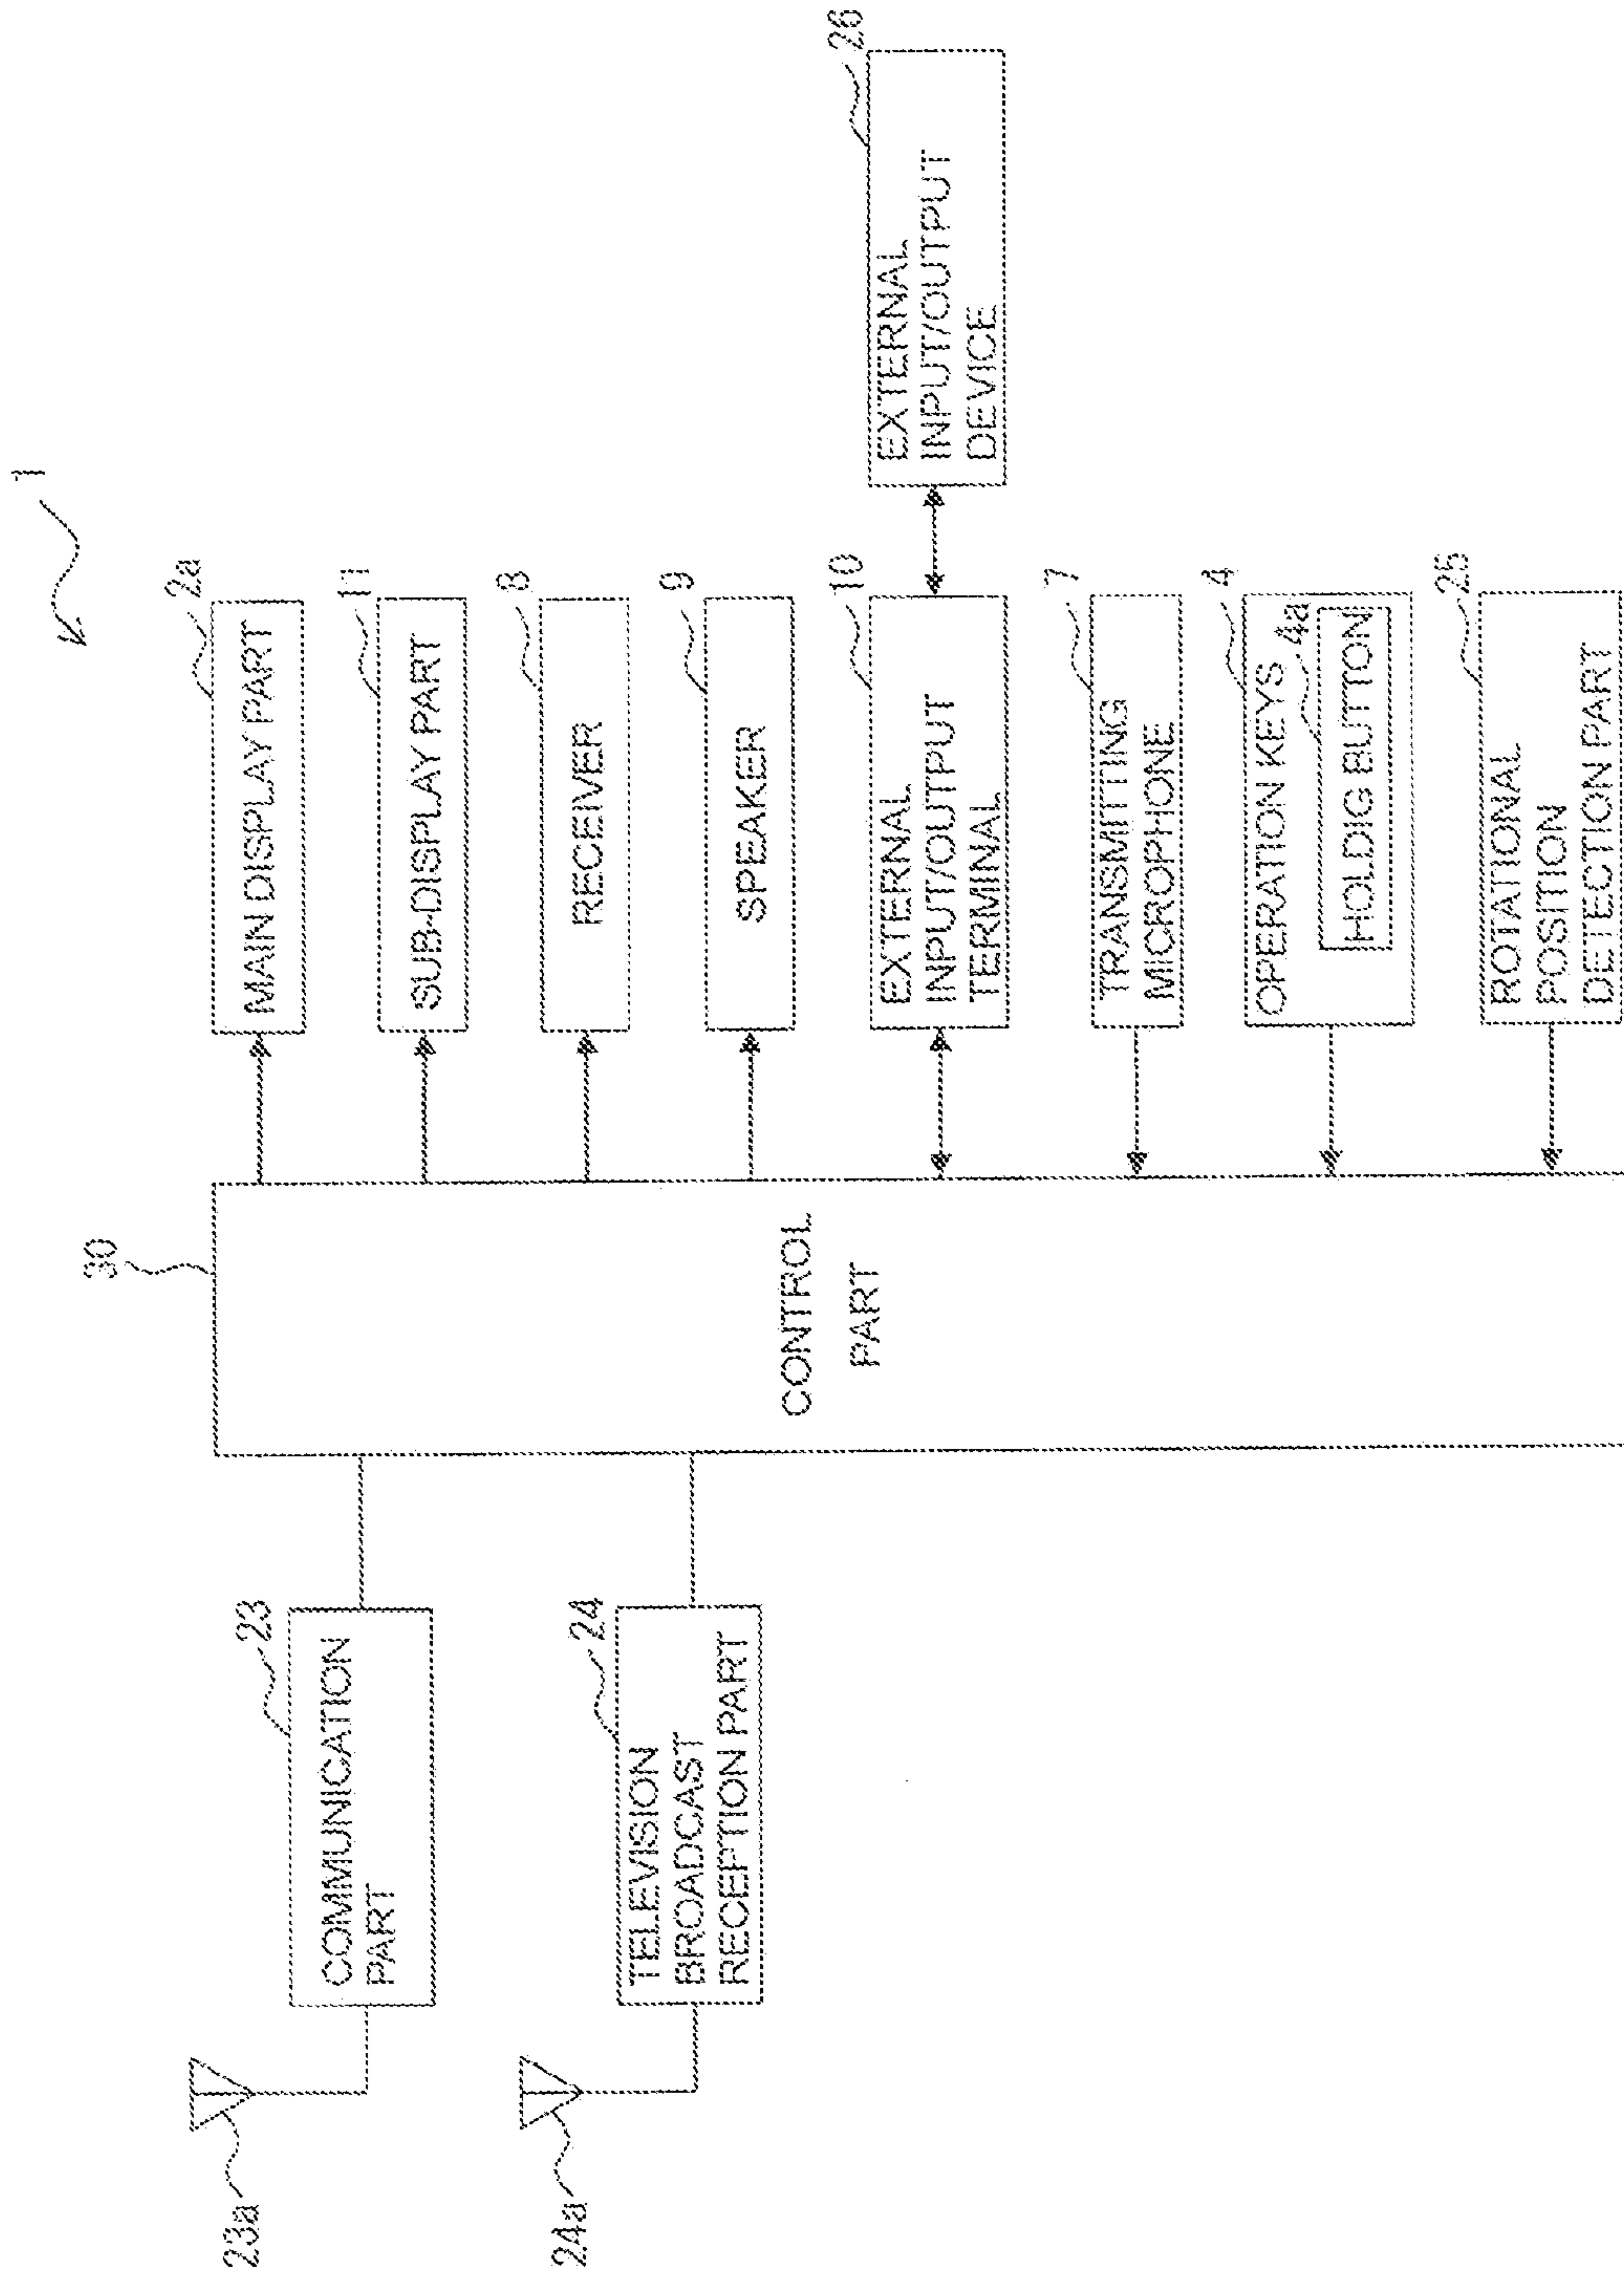 1
30
23a
23
COMMUNICATION
PART
24a
24
TELEVISION
BROADCAST
RECEPTION PART
CONTROL
PART
2a
MAIN DISPLAY PART
11
SUB-DISPLAY PART
8
RECEIVER
9
SPEAKER
10
EXTERNAL
INPUT/OUTPUT
TERMINAL
26
EXTERNAL
INPUT/OUTPUT
DEVICE
7
TRANSMITTING
MICROPHONE
4
OPERATION KEYS
4a
HOLDIG BUTTON
25
ROTATIONAL
POSITION
DETECTION PART